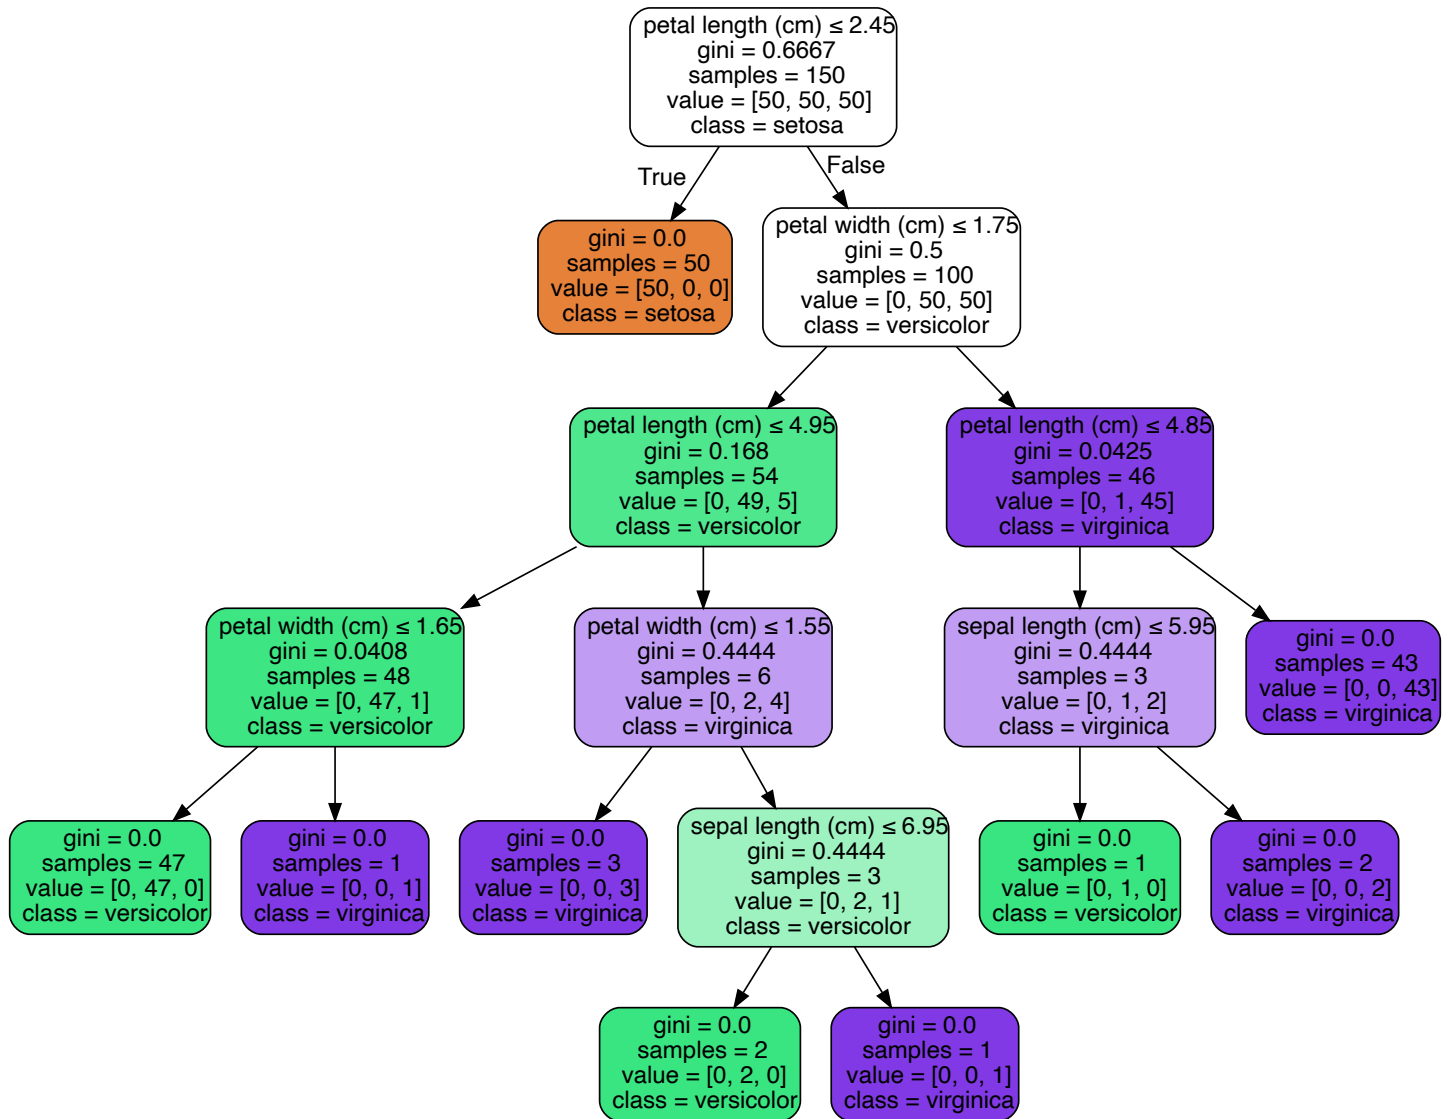 petal length (cm) ≤ 2.45
gini = 0.6667
samples = 150
value = [50, 50, 50]
class = setosa
True
False
gini = 0.0
samples = 50
value = [50, 0, 0]
class = setosa
petal width (cm) ≤ 1.75
gini = 0.5
samples = 100
value = [0, 50, 50]
class = versicolor
petal length (cm) ≤ 4.95
gini = 0.168
samples = 54
value = [0, 49, 5]
class = versicolor
petal length (cm) ≤ 4.85
gini = 0.0425
samples = 46
value = [0, 1, 45]
class = virginica
petal width (cm) ≤ 1.65
gini = 0.0408
samples = 48
value = [0, 47, 1]
class = versicolor
petal width (cm) ≤ 1.55
gini = 0.4444
samples = 6
value = [0, 2, 4]
class = virginica
sepal length (cm) ≤ 5.95
gini = 0.4444
samples = 3
value = [0, 1, 2]
class = virginica
gini = 0.0
samples = 43
value = [0, 0, 43]
class = virginica
gini = 0.0
samples = 47
value = [0, 47, 0]
class = versicolor
gini = 0.0
samples = 1
value = [0, 0, 1]
class = virginica
gini = 0.0
samples = 3
value = [0, 0, 3]
class = virginica
sepal length (cm) ≤ 6.95
gini = 0.4444
samples = 3
value = [0, 2, 1]
class = versicolor
gini = 0.0
samples = 1
value = [0, 1, 0]
class = versicolor
gini = 0.0
samples = 2
value = [0, 0, 2]
class = virginica
gini = 0.0
samples = 2
value = [0, 2, 0]
class = versicolor
gini = 0.0
samples = 1
value = [0, 0, 1]
class = virginica